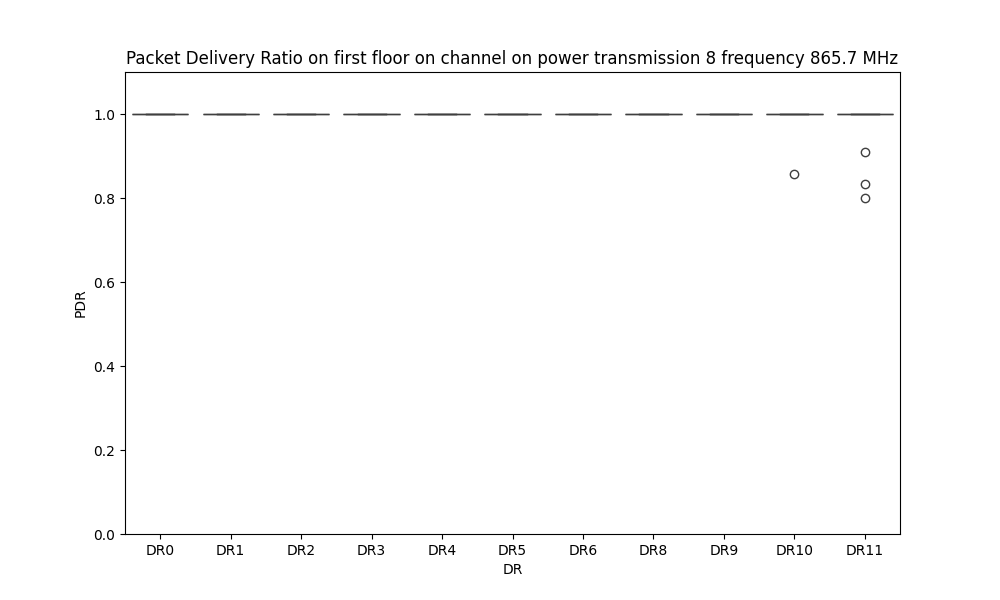 Packet Delivery Ratio on first floor on channel on power transmission 8 frequency 865.7 MHz
1.0
0.8
0.6
0.4
0.2
0.0
PDR
DR0 DR1 DR2 DR3 DR4 DR5 DR6 DR8 DR9 DR10 DR11
DR